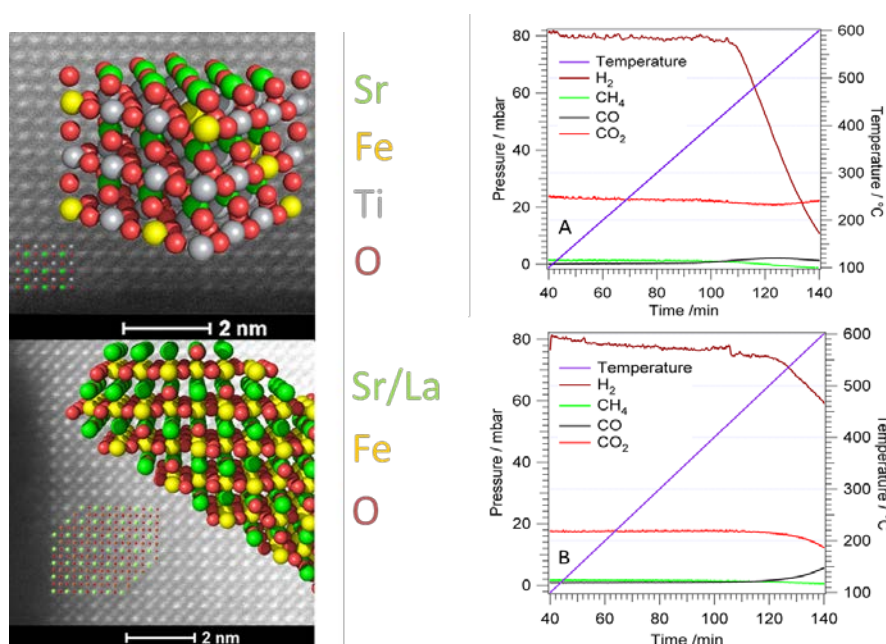 Sr
Fe
Ti
O
2 nm
Sr/La
Fe
O
2 nm
80
60
40
20
0
Pressure / mbar
Temperature
H2
CH4
CO
CO2
A
600
500
400
300
200
100
Temperature / °C
40
60
80
100
120
140
Time /min
80
60
40
20
0
Pressure / mbar
Temperature
H2
CH4
CO
CO2
B
600
500
400
300
200
100
Temperature / °C
40
60
80
100
120
140
Time /min